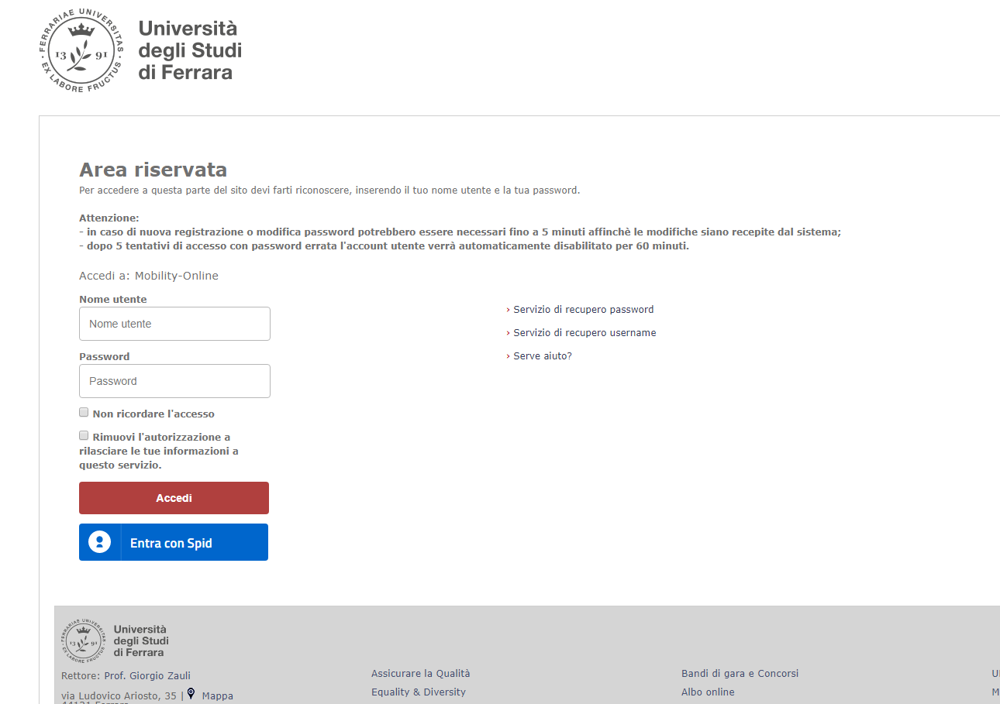 FERRARIAE UNIVERSITAS
13 91
EX LABORE FRUCTUS
Università
degli Studi
di Ferrara
Area riservata
Per accedere a questa parte del sito devi farti riconoscere, inserendo il tuo nome utente e la tua password.
Attenzione:
- in caso di nuova registrazione o modifica password potrebbero essere necessari fino a 5 minuti affinchè le modifiche siano recepite dal sistema;
- dopo 5 tentativi di accesso con password errata l'account utente verrà automaticamente disabilitato per 60 minuti.
Accedi a: Mobility-Online
Nome utente
Nome utente
Password
Password
Non ricordare l'accesso
Rimuovi l'autorizzazione a
rilasciare le tue informazioni a
questo servizio.
Accedi
Entra con Spid
› Servizio di recupero password
› Servizio di recupero username
› Serve aiuto?
FERRARIAE UNIVERSITAS
13 91
EX LABORE FRUCTUS
Università
degli Studi
di Ferrara
Rettore: Prof. Giorgio Zauli
via Ludovico Ariosto, 35 | Mappa
Assicurare la Qualità
Equality & Diversity
Bandi di gara e Concorsi
Albo online